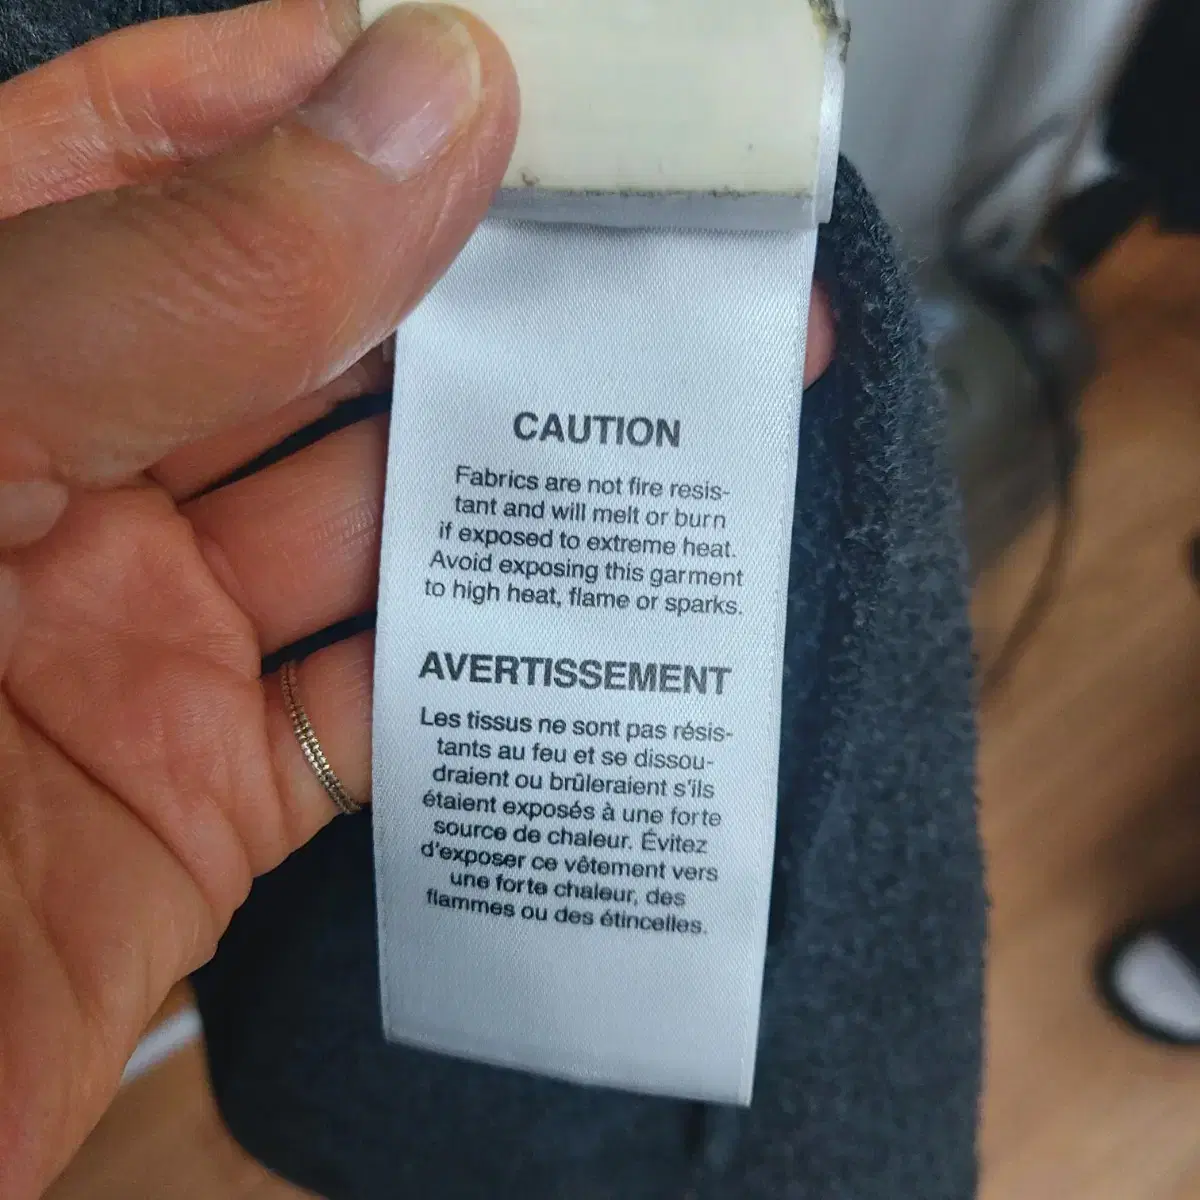 CAUTION
Fabrics are not fire resis-
tant and will melt or burn
if exposed to extreme heat.
Avoid exposing this garment
to high heat, flame or sparks.
AVERTISSEMENT
Les tissus ne sont pas résis-
tants au feu et se dissou-
draient ou brûleraient s'ils
étaient exposés à une forte
source de chaleur. Évitez
d'exposer ce vêtement vers
une forte chaleur, des
flammes ou des étincelles.